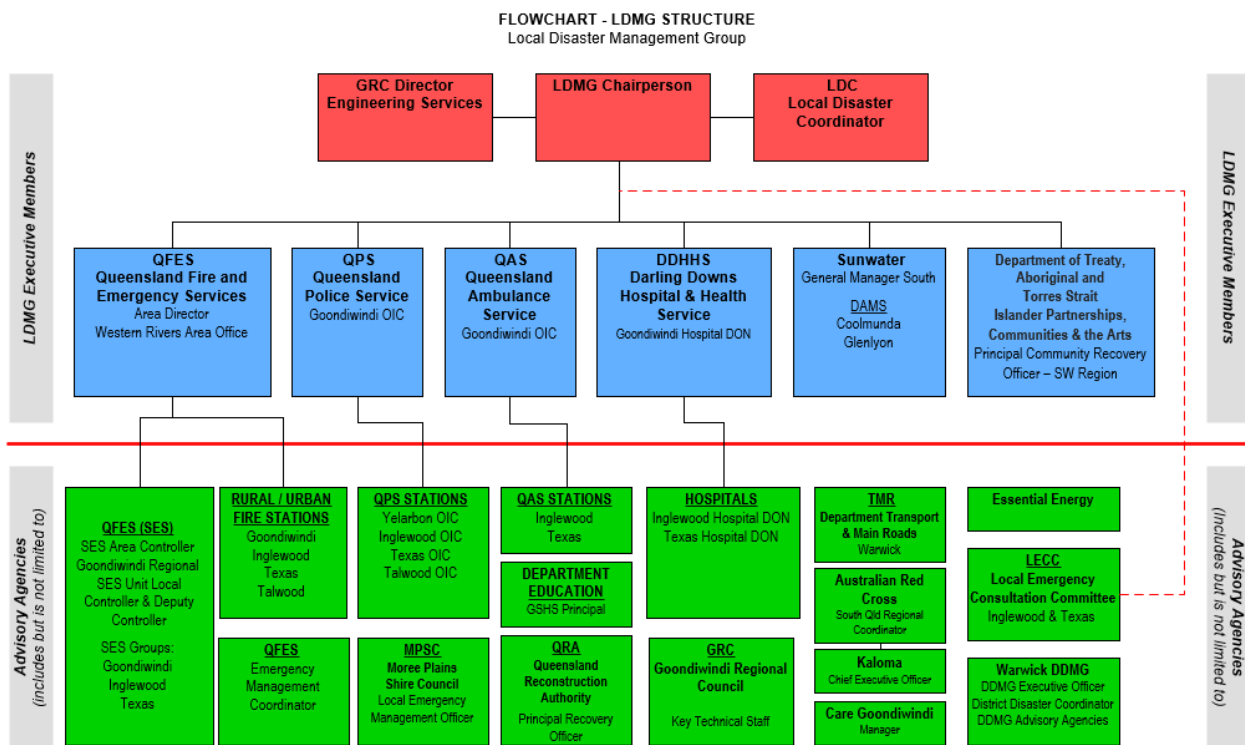 FLOWCHART - LDMG STRUCTURE
Local Disaster Management Group
LDMG Executive Members
GRC Director
Engineering Services
LDMG Chairperson
LDC
Local Disaster
Coordinator
LDMG Executive Members
QFES
Queensland Fire and
Emergency Services
Area Director
Western Rivers Area Office
QPS
Queensland
Police Service
Goondiwindi OIC
QAS
Queensland
Ambulance
Service
Goondiwindi OIC
DDHHS
Darling Downs
Hospital & Health
Service
Goondiwindi Hospital DON
Sunwater
General Manager South
DAMS
Coolmunda
Glenlyon
Department of Treaty,
Aboriginal and
Torres Strait
Islander Partnerships,
Communities & the Arts
Principal Community Recovery
Officer – SW Region
Advisory Agencies
(includes but is not limited to)
QFES (SES)
SES Area Controller
Goondiwindi Regional
SES Unit Local
Controller & Deputy
Controller
SES Groups:
Goondiwindi
Inglewood
Texas
RURAL / URBAN
FIRE STATIONS
Goondiwindi
Inglewood
Texas
Talwood
QFES
Emergency
Management
Coordinator
QPS STATIONS
Yelarbon OIC
Inglewood OIC
Texas OIC
Talwood OIC
MPSC
Moree Plains
Shire Council
Local Emergency
Management Officer
QAS STATIONS
Inglewood
Texas
DEPARTMENT
EDUCATION
GSHS Principal
QRA
Queensland
Reconstruction
Authority
Principal Recovery
Officer
HOSPITALS
Inglewood Hospital DON
Texas Hospital DON
GRC
Goondiwindi Regional
Council
Key Technical Staff
TMR
Department Transport
& Main Roads
Warwick
Australian Red
Cross
South Qld Regional
Coordinator
Kaloma
Chief Executive Officer
Care Goondiwindi
Manager
Essential Energy
LECC
Local Emergency
Consultation Committee
Inglewood & Texas
Warwick DDMG
DDMG Executive Officer
District Disaster Coordinator
DDMG Advisory Agencies
Advisory Agencies
(Includes but is not limited to)